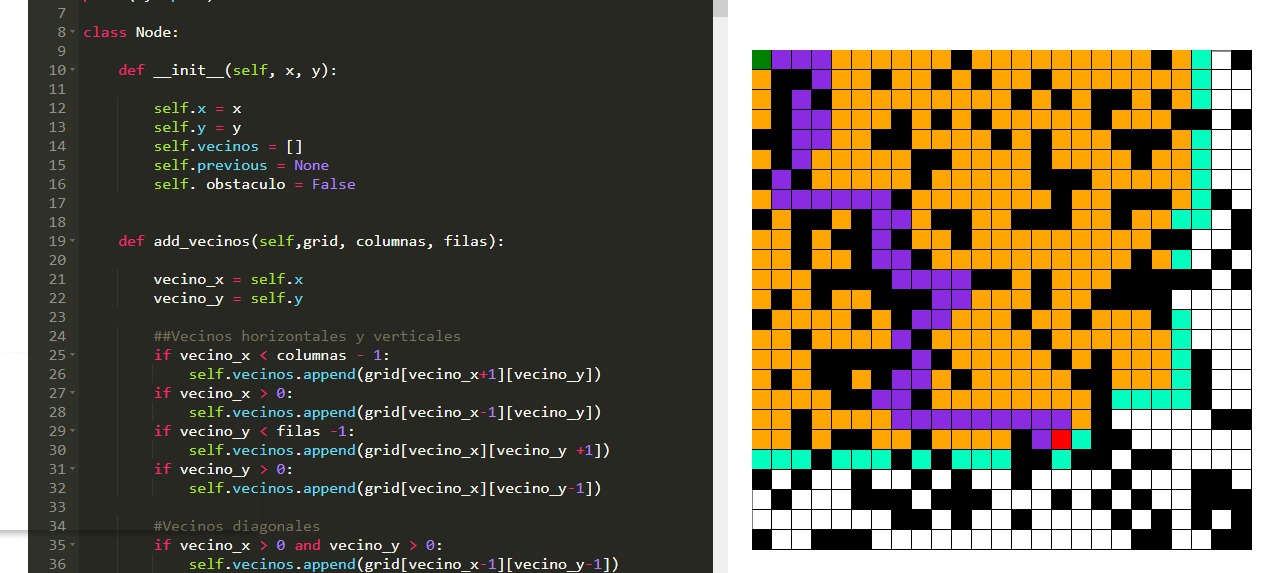 7
8 class Node:
9
10 def __init__(self, x, y):
11
12 self.x = x
13 self.y = y
14 self.vecinos = []
15 self.previous = None
16 self. obstaculo = False
17
18
19 def add_vecinos(self,grid, columnas, filas):
20
21 vecino_x = self.x
22 vecino_y = self.y
23
24 ##Vecinos horizontales y verticales
25 if vecino_x < columnas - 1:
26 self.vecinos.append(grid[vecino_x+1][vecino_y])
27 if vecino_x > 0:
28 self.vecinos.append(grid[vecino_x-1][vecino_y])
29 if vecino_y < filas -1:
30 self.vecinos.append(grid[vecino_x][vecino_y +1])
31 if vecino_y > 0:
32 self.vecinos.append(grid[vecino_x][vecino_y-1])
33
34 #Vecinos diagonales
35 if vecino_x > 0 and vecino_y > 0:
36 self.vecinos.append(grid[vecino_x-1][vecino_y-1])